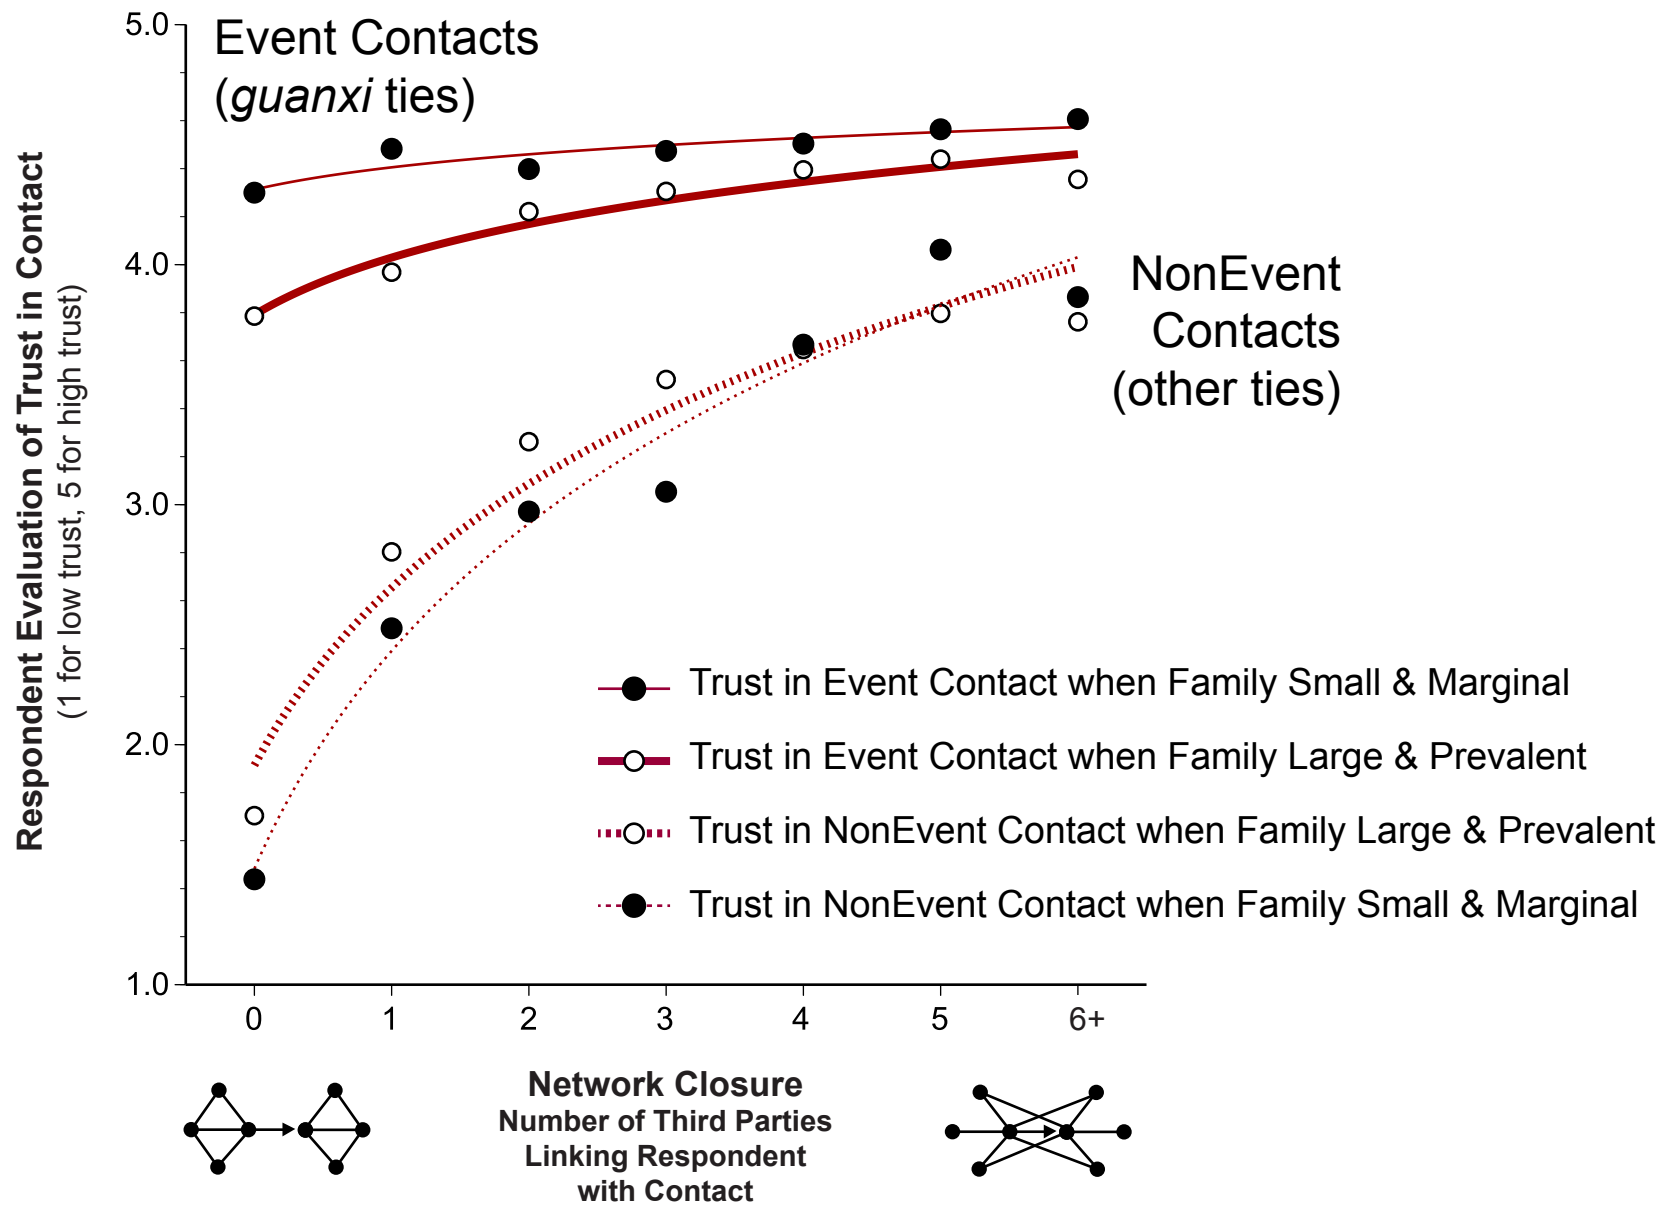 Respondent Evaluation of Trust in Contact
(1 for low trust, 5 for high trust)
5.0
4.0
3.0
2.0
1.0
Event Contacts
(guanxi ties)
NonEvent
Contacts
(other ties)
Trust in Event Contact when Family Small & Marginal
Trust in Event Contact when Family Large & Prevalent
Trust in NonEvent Contact when Family Large & Prevalent
Trust in NonEvent Contact when Family Small & Marginal
0 1 2 3 4 5 6+
Network Closure
Number of Third Parties
Linking Respondent
with Contact